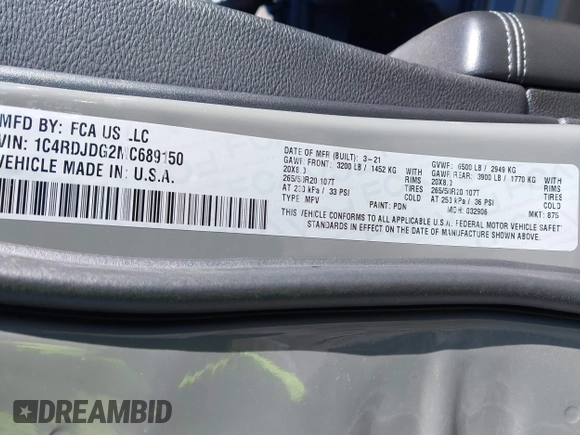 MFD BY: FCA US LLC
VIN: 1C4RDJDG2MC689150
VEHICLE MADE IN: U.S.A.
DATE OF MFR (BUILT): 3-21
GAWR FRONT: 3200 LB / 1452 KG WITH
20X8.0 RIMS
265/50R20 107T TIRES
AT 230 kPa / 33 PSI COLD
TYPE: MPV PAINT: PDN
GVWR: 6500 LB / 2949 KG
GAWR REAR: 3900 LB / 1770 KG WITH
20X8.0 RIMS
265/50R20 107T TIRES
AT 250 kPa / 36 PSI COLD
MDH: 032906 MKT: 875
THIS VEHICLE CONFORMS TO ALL APPLICABLE U.S.A. FEDERAL MOTOR VEHICLE SAFETY
STANDARDS IN EFFECT ON THE DATE OF MANUFACTURE SHOWN ABOVE.
DREAMBID